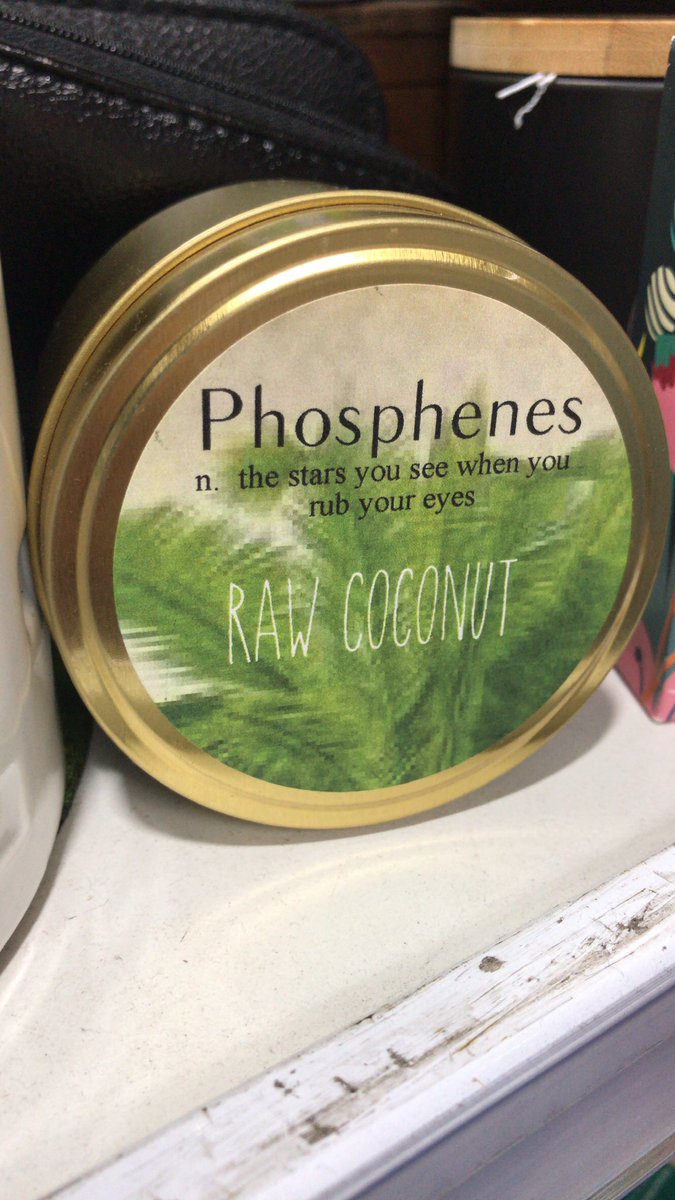 Phosphenes
n. the stars you see when you
rub your eyes
RAW COCONUT